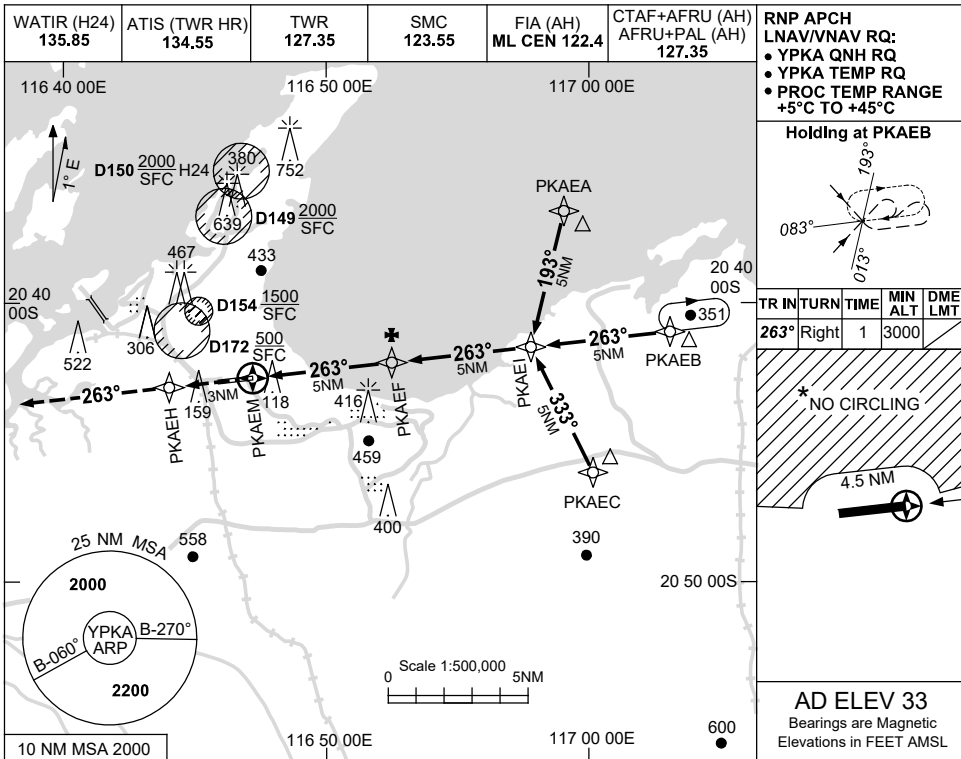 WATIR (H24)
135.85
ATIS (TWR HR)
134.55
TWR
127.35
SMC
123.55
FIA (AH)
ML CEN 122.4
CTAF+AFRU (AH)
AFRU+PAL (AH)
127.35
RNP APCH
LNAV/VNAV RQ:
• YPKA QNH RQ
• YPKA TEMP RQ
• PROC TEMP RANGE
+5°C TO +45°C
116 40 00E
116 50 00E
117 00 00E
1° E
D150 2000 H24
SFC
380
752
D149 2000
SFC
639
433
467
D154 1500
SFC
D172 500
SFC
20 40
00S
522
306
PKAEA
193°
5NM
20 40
00S
351
PKAEB
263°
5NM
PKAEI
263°
5NM
PKAEF
263°
5NM
PKAEM
118
3NM
159
PKAEH
263°
416
459
400
333°
5NM
PKAEC
390
558
20 50 00S
25 NM MSA
2000
YPKA
ARP
B-060°
B-270°
2200
Scale 1:500,000
0
5NM
600
10 NM MSA 2000
116 50 00E
117 00 00E
Holding at PKAEB
193°
083°
013°
TR IN TURN TIME MIN ALT DME LMT
263° Right 1 3000
*NO CIRCLING
4.5 NM
AD ELEV 33
Bearings are Magnetic
Elevations in FEET AMSL